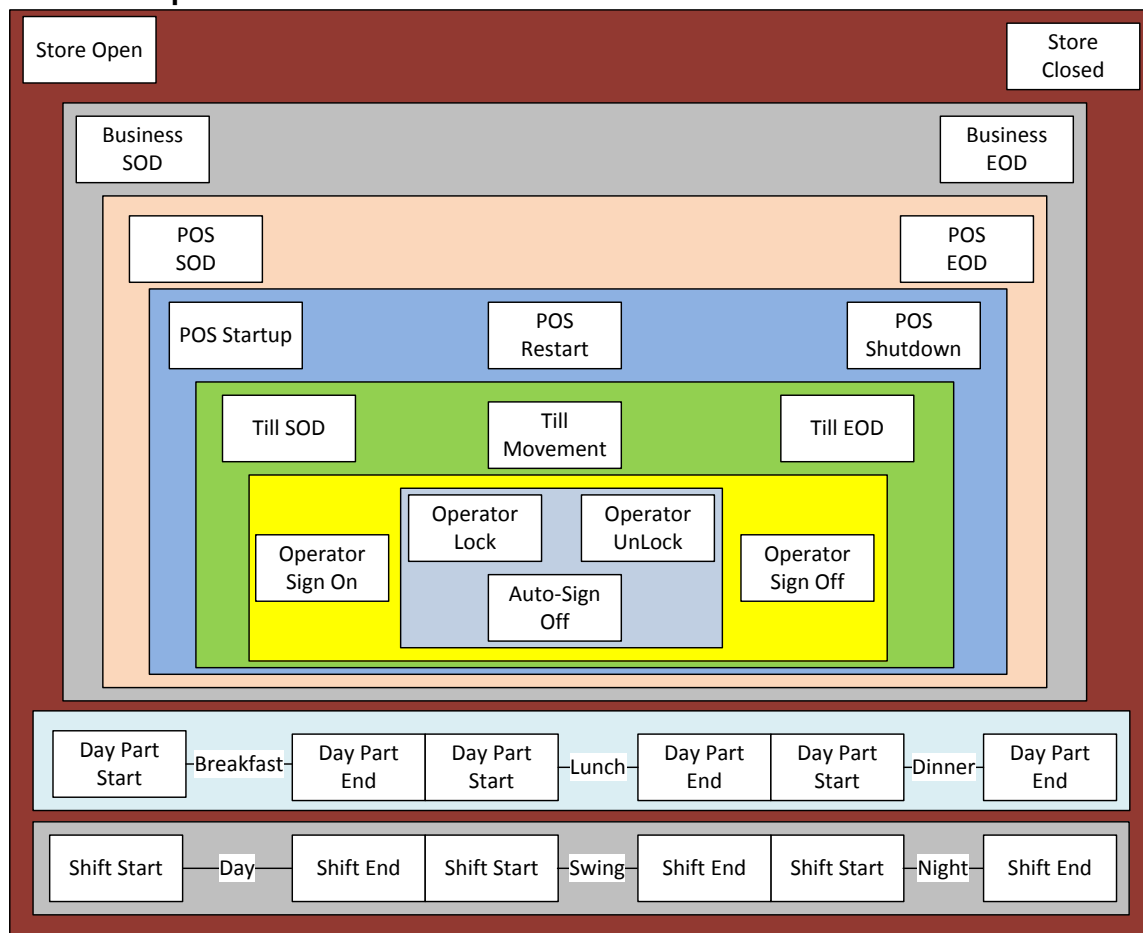 Store Open
Store
Closed
Business
SOD
Business
EOD
POS
SOD
POS
EOD
POS Startup
POS
Restart
POS
Shutdown
Till SOD
Till
Movement
Till EOD
Operator
Lock
Operator
UnLock
Operator
Sign On
Operator
Sign Off
Auto-Sign
Off
Day Part
Start
Breakfast
Day Part
End
Day Part
Start
Lunch
Day Part
End
Day Part
Start
Dinner
Day Part
End
Shift Start
Day
Shift End
Shift Start
Swing
Shift End
Shift Start
Night
Shift End